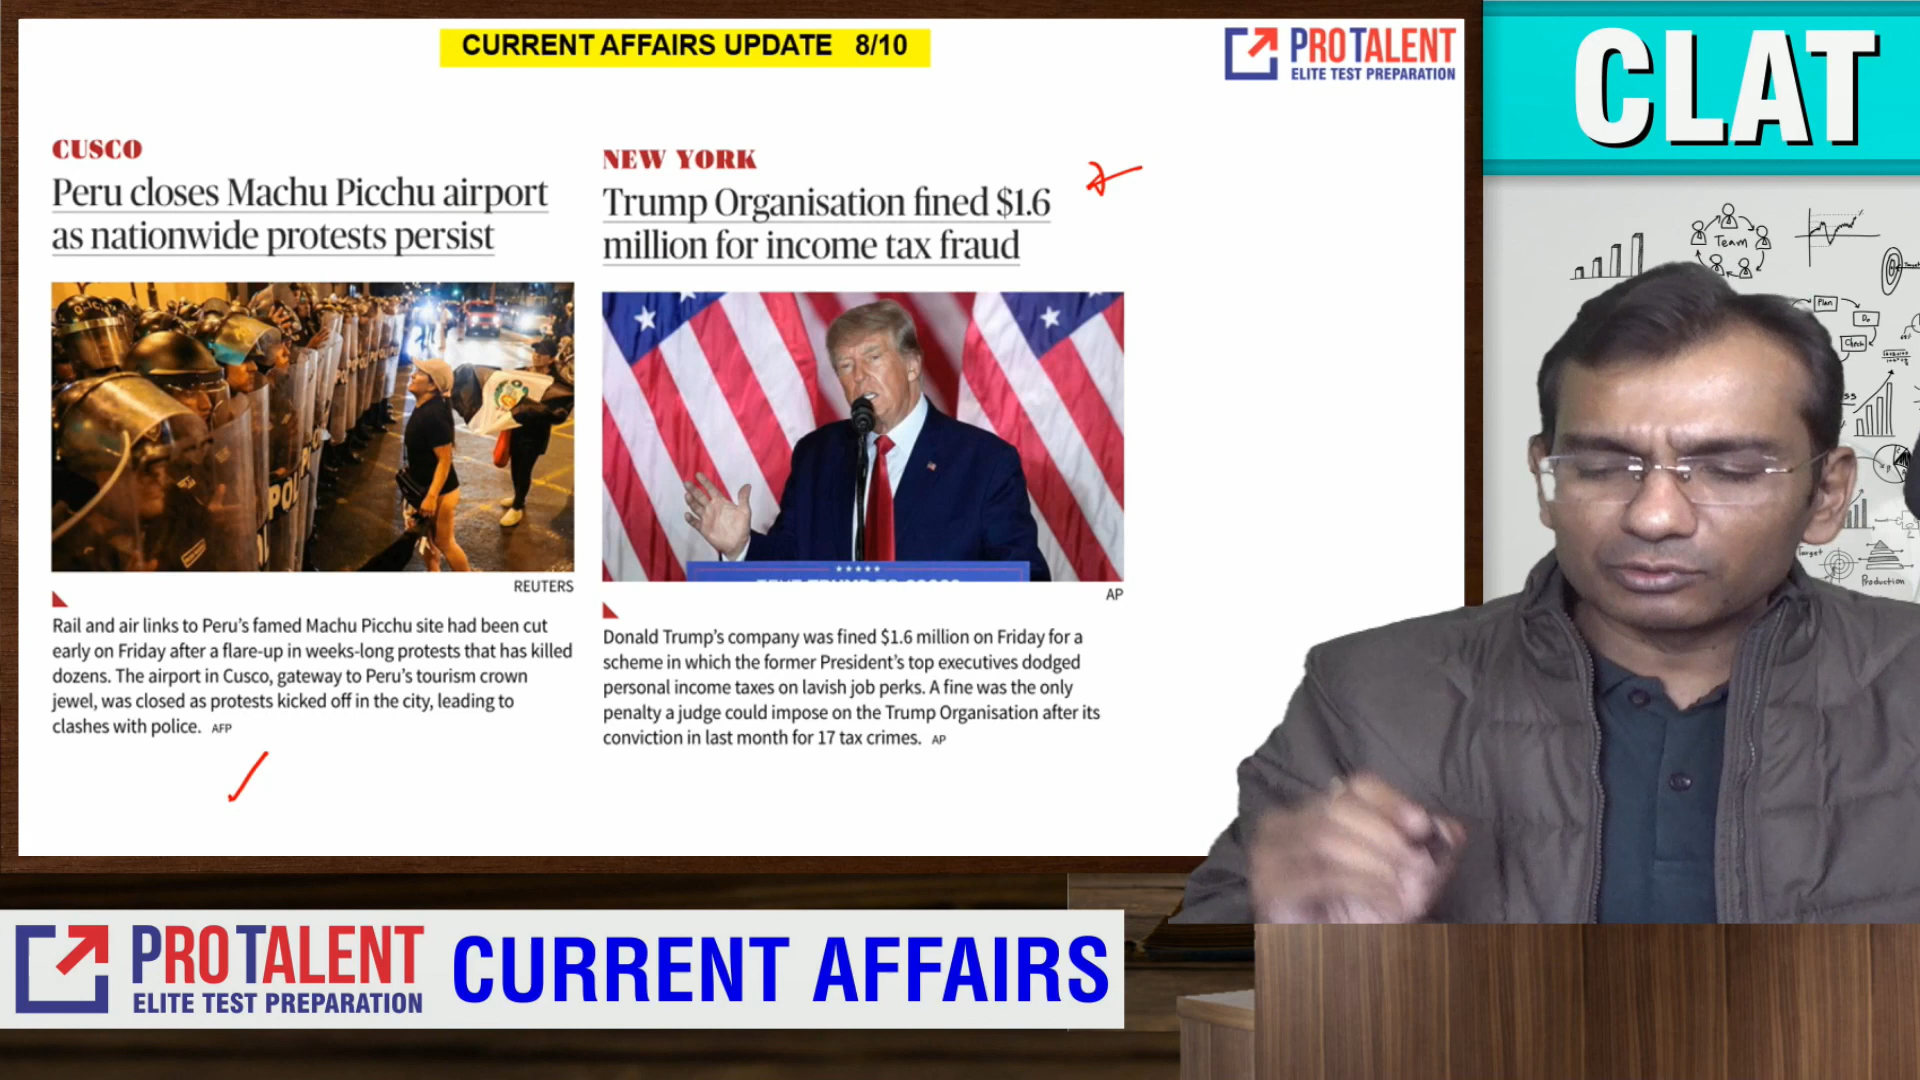 CURRENT AFFAIRS UPDATE 8/10
PROTALENT
ELITE TEST PREPARATION
CLAT
CUSCO
Peru closes Machu Picchu airport
as nationwide protests persist
REUTERS
Rail and air links to Peru's famed Machu Picchu site had been cut
early on Friday after a flare-up in weeks-long protests that has killed
dozens. The airport in Cusco, gateway to Peru's tourism crown
jewel, was closed as protests kicked off in the city, leading to
clashes with police. AFP
NEW YORK
Trump Organisation fined $1.6
million for income tax fraud
AP
Donald Trump's company was fined $1.6 million on Friday for a
scheme in which the former President's top executives dodged
personal income taxes on lavish job perks. A fine was the only
penalty a judge could impose on the Trump Organisation after its
conviction in last month for 17 tax crimes. AP
Team
Plan
Do
Check
Target
Production
PROTALENT
ELITE TEST PREPARATION
CURRENT AFFAIRS